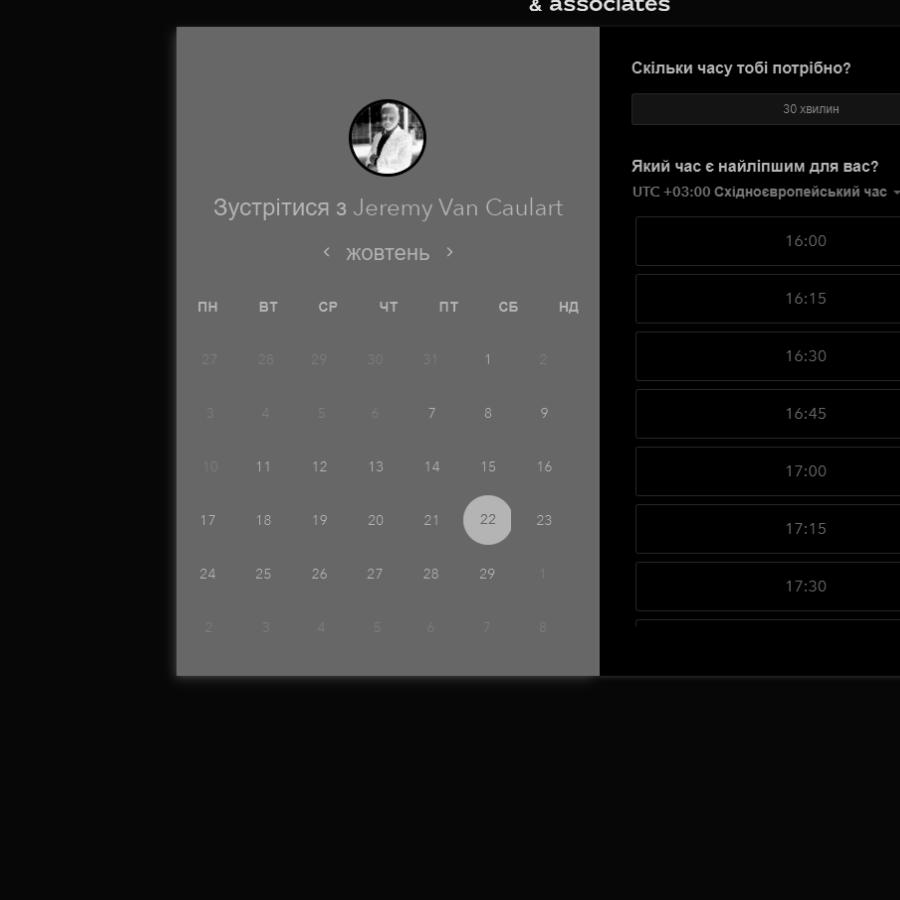 & associates
Зустрітися з Jeremy Van Caulart
жовтень
ПН ВТ СР ЧТ ПТ СБ НД
27 28 29 30 31 1 2
3 4 5 6 7 8 9
10 11 12 13 14 15 16
17 18 19 20 21 22 23
24 25 26 27 28 29 1
2 3 4 5 6 7 8
Скільки часу тобі потрібно?
30 хвилин
Який час є найліпшим для вас?
UTC +03:00 Східноєвропейський час
16:00
16:15
16:30
16:45
17:00
17:15
17:30